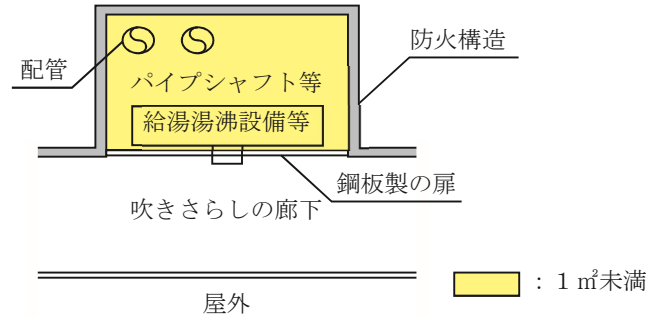 配管
防火構造
パイプシャフト等
給湯湯沸設備等
鋼板製の扉
吹きさらしの廊下
：１㎡未満
屋外